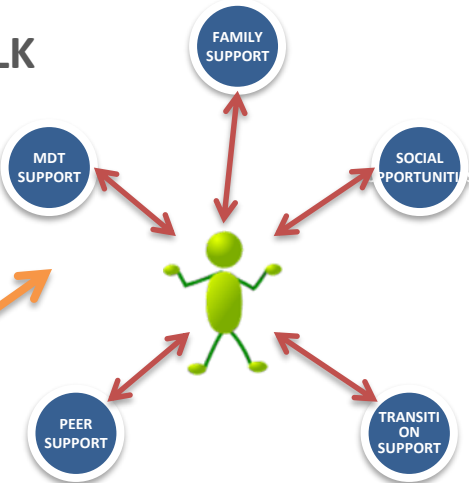 LK
FAMILY
SUPPORT
MDT
SUPPORT
SOCIAL
PPORTUNITI
PEER
SUPPORT
TRANSITI
ON
SUPPORT